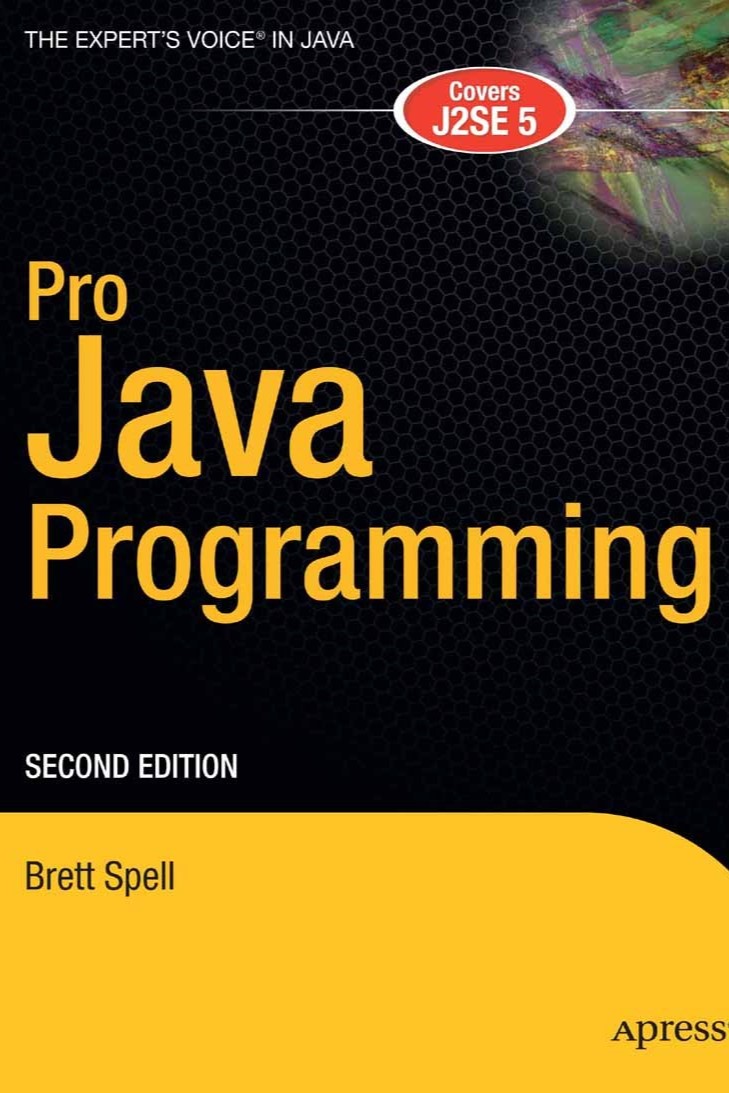 THE EXPERT'S VOICE® IN JAVA
Covers
J2SE 5
Pro
Java
Programming
SECOND EDITION
Brett Spell
Apress